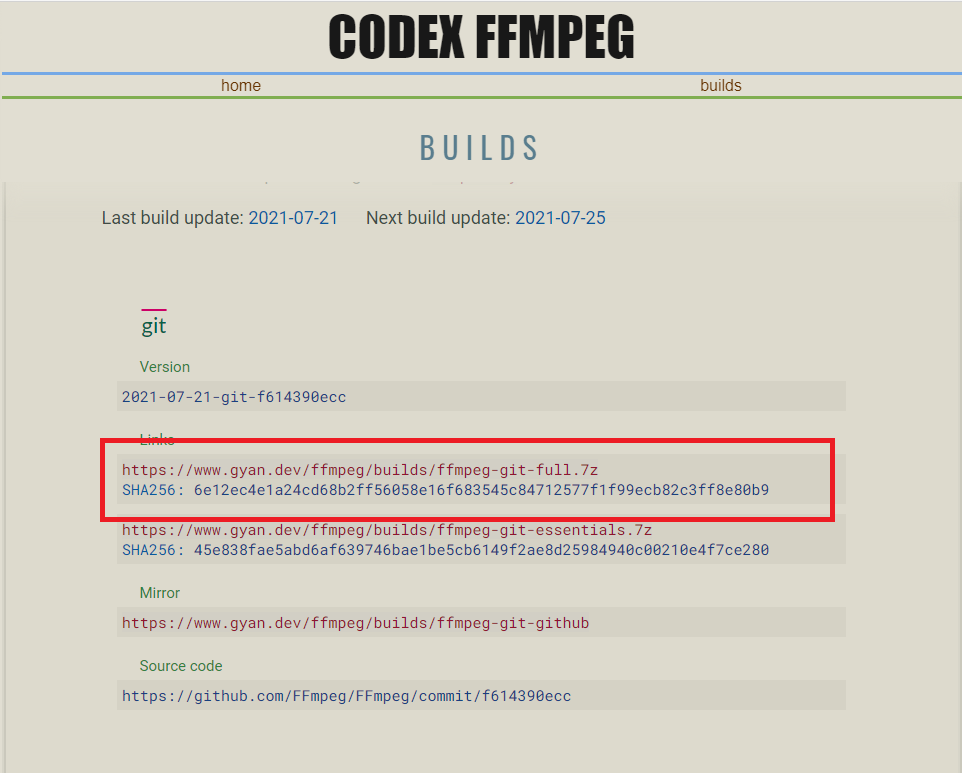 CODEX FFMPEG
home builds
BUILDS
Last build update: 2021-07-21 Next build update: 2021-07-25
git
Version
2021-07-21-git-f614390ecc
Links
https://www.gyan.dev/ffmpeg/builds/ffmpeg-git-full.7z
SHA256: 6e12ec4e1a24cd68b2ff56058e16f683545c84712577f1f99ecb82c3ff8e80b9
https://www.gyan.dev/ffmpeg/builds/ffmpeg-git-essentials.7z
SHA256: 45e838fae5abd6af639746bae1be5cb6149f2ae8d25984940c00210e4f7ce280
Mirror
https://www.gyan.dev/ffmpeg/builds/ffmpeg-git-github
Source code
https://github.com/FFmpeg/FFmpeg/commit/f614390ecc